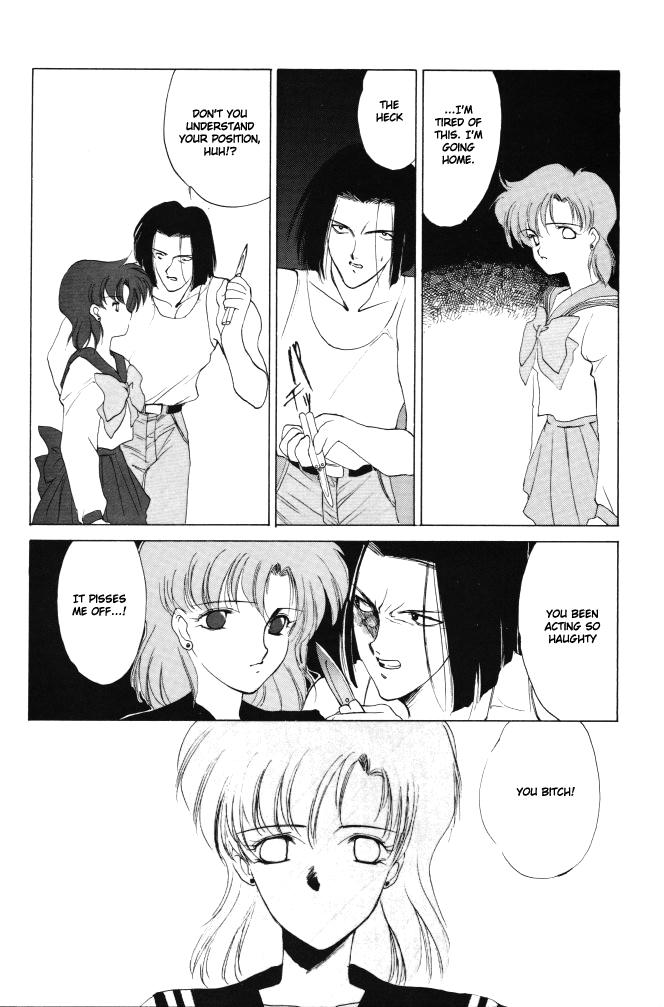 ...I'M
TIRED OF
THIS. I'M
GOING
HOME.
THE
HECK
DON'T YOU
UNDERSTAND
YOUR POSITION,
HUH!?
YOU BEEN
ACTING SO
HAUGHTY
IT PISSES
ME OFF...!
YOU BITCH!